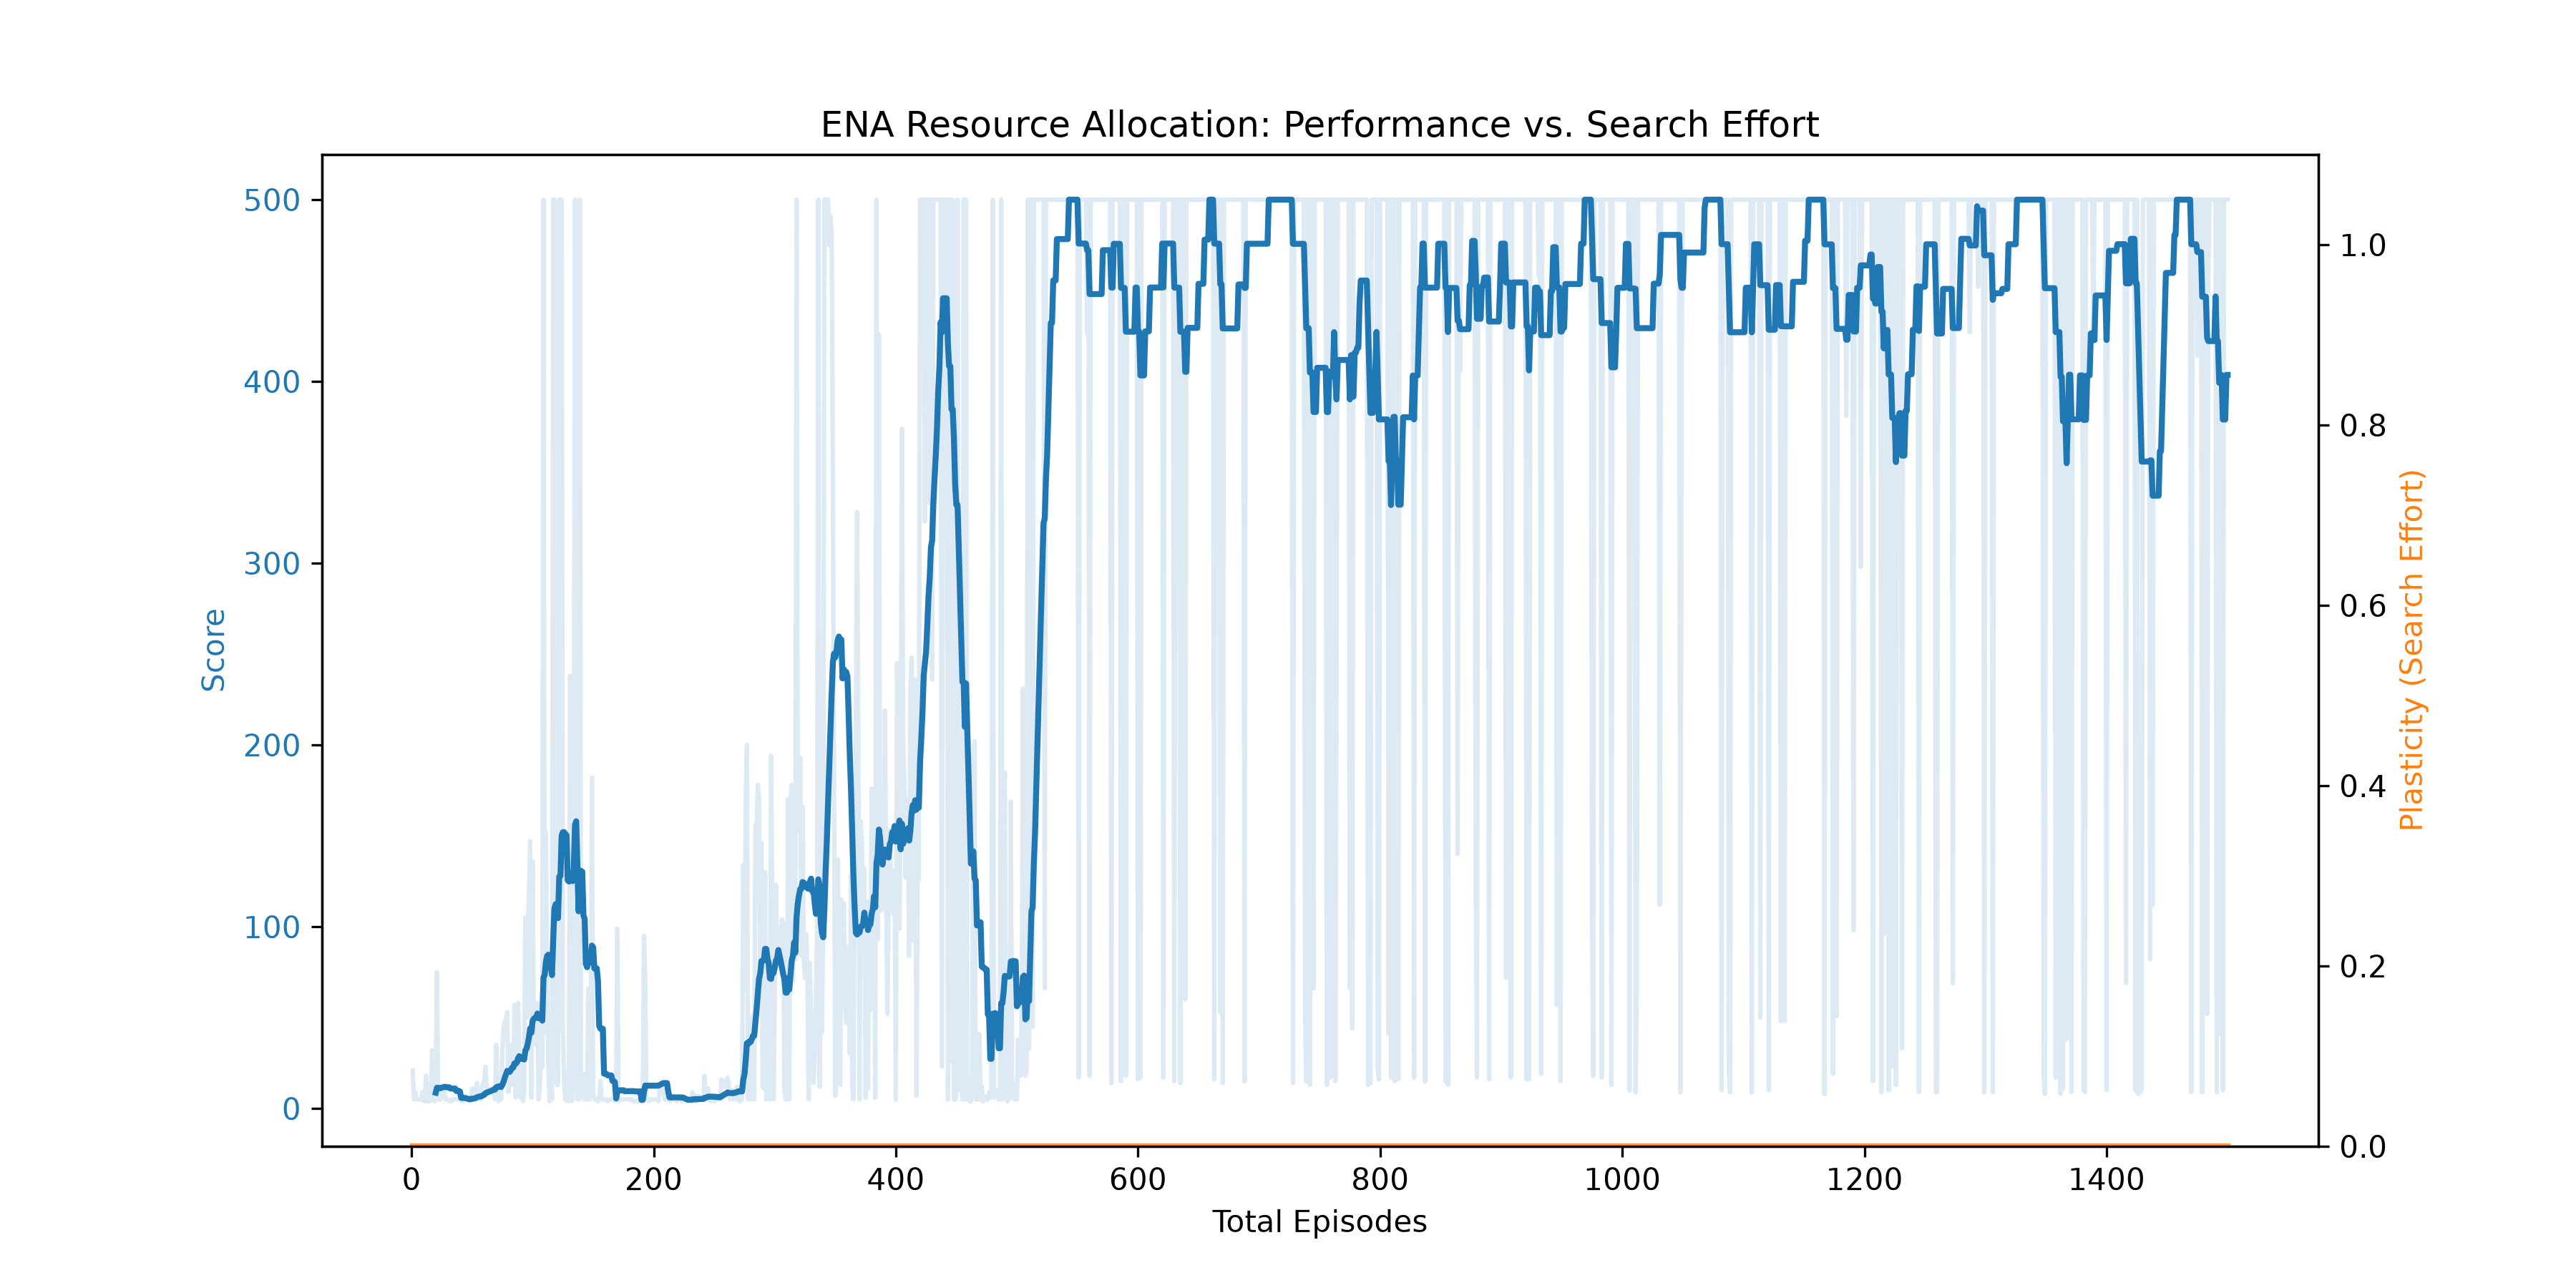 ENA Resource Allocation: Performance vs. Search Effort
500
400
300
200
100
0
Score
1.0
0.8
0.6
0.4
0.2
0.0
Plasticity (Search Effort)
0 200 400 600 800 1000 1200 1400
Total Episodes